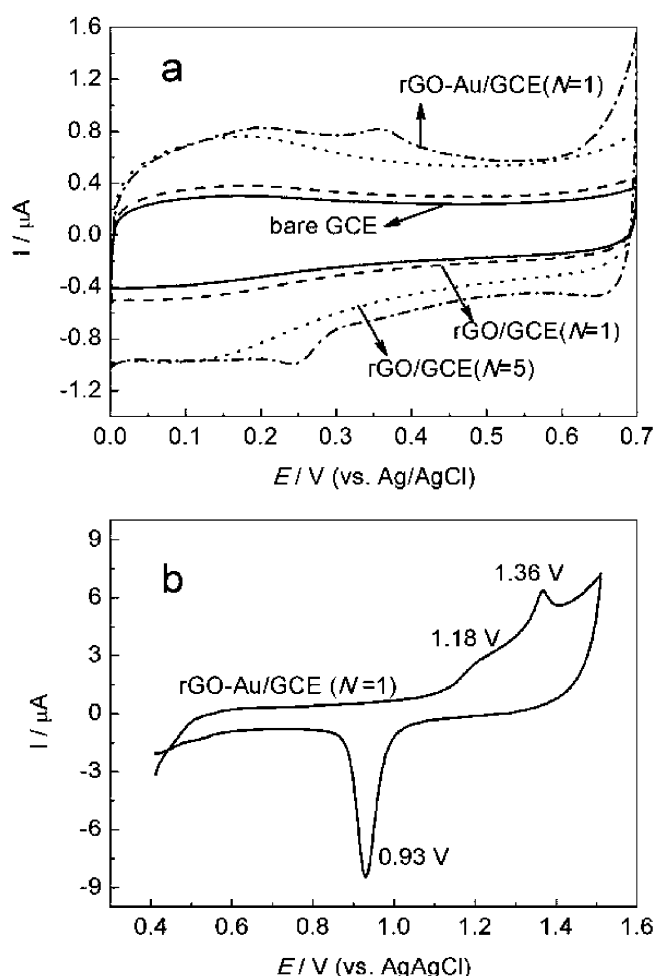 1.6
a
rGO-Au/GCE(N=1)
1.2
0.8
0.4
bare GCE
0.0
I / μA
-0.4
rGO/GCE(N=1)
-0.8
rGO/GCE(N=5)
-1.2
0.0 0.1 0.2 0.3 0.4 0.5 0.6 0.7
E / V (vs. Ag/AgCl)
9
b
1.36 V
6
1.18 V
3
rGO-Au/GCE (N=1)
0
I / μA
-3
-6
0.93 V
-9
0.4 0.6 0.8 1.0 1.2 1.4 1.6
E / V (vs. AgAgCl)